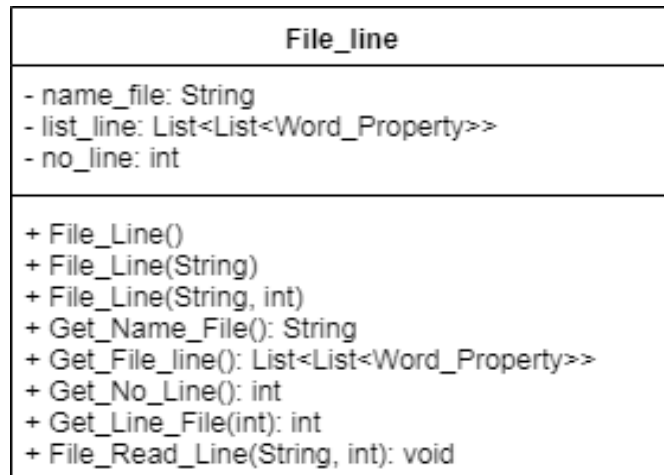 File_line
- name_file: String
- list_line: List<List<Word_Property>>
- no_line: int
+ File_Line()
+ File_Line(String)
+ File_Line(String, int)
+ Get_Name_File(): String
+ Get_File_line(): List<List<Word_Property>>
+ Get_No_Line(): int
+ Get_Line_File(int): int
+ File_Read_Line(String, int): void